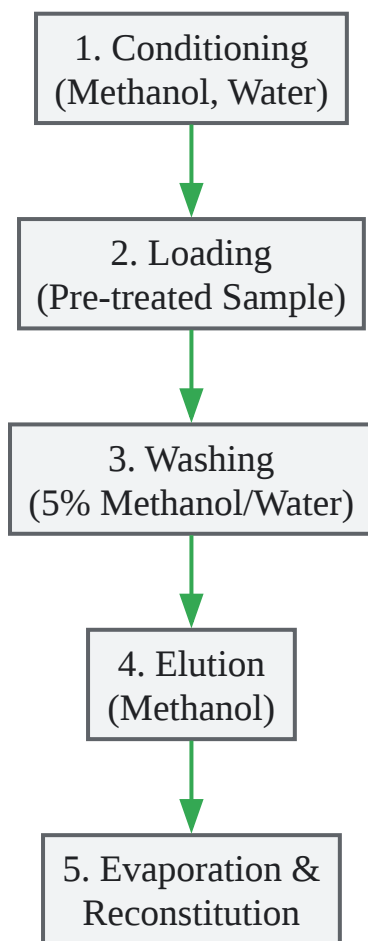 1. Conditioning
(Methanol, Water)
2. Loading
(Pre-treated Sample)
3. Washing
(5% Methanol/Water)
4. Elution
(Methanol)
5. Evaporation &
Reconstitution